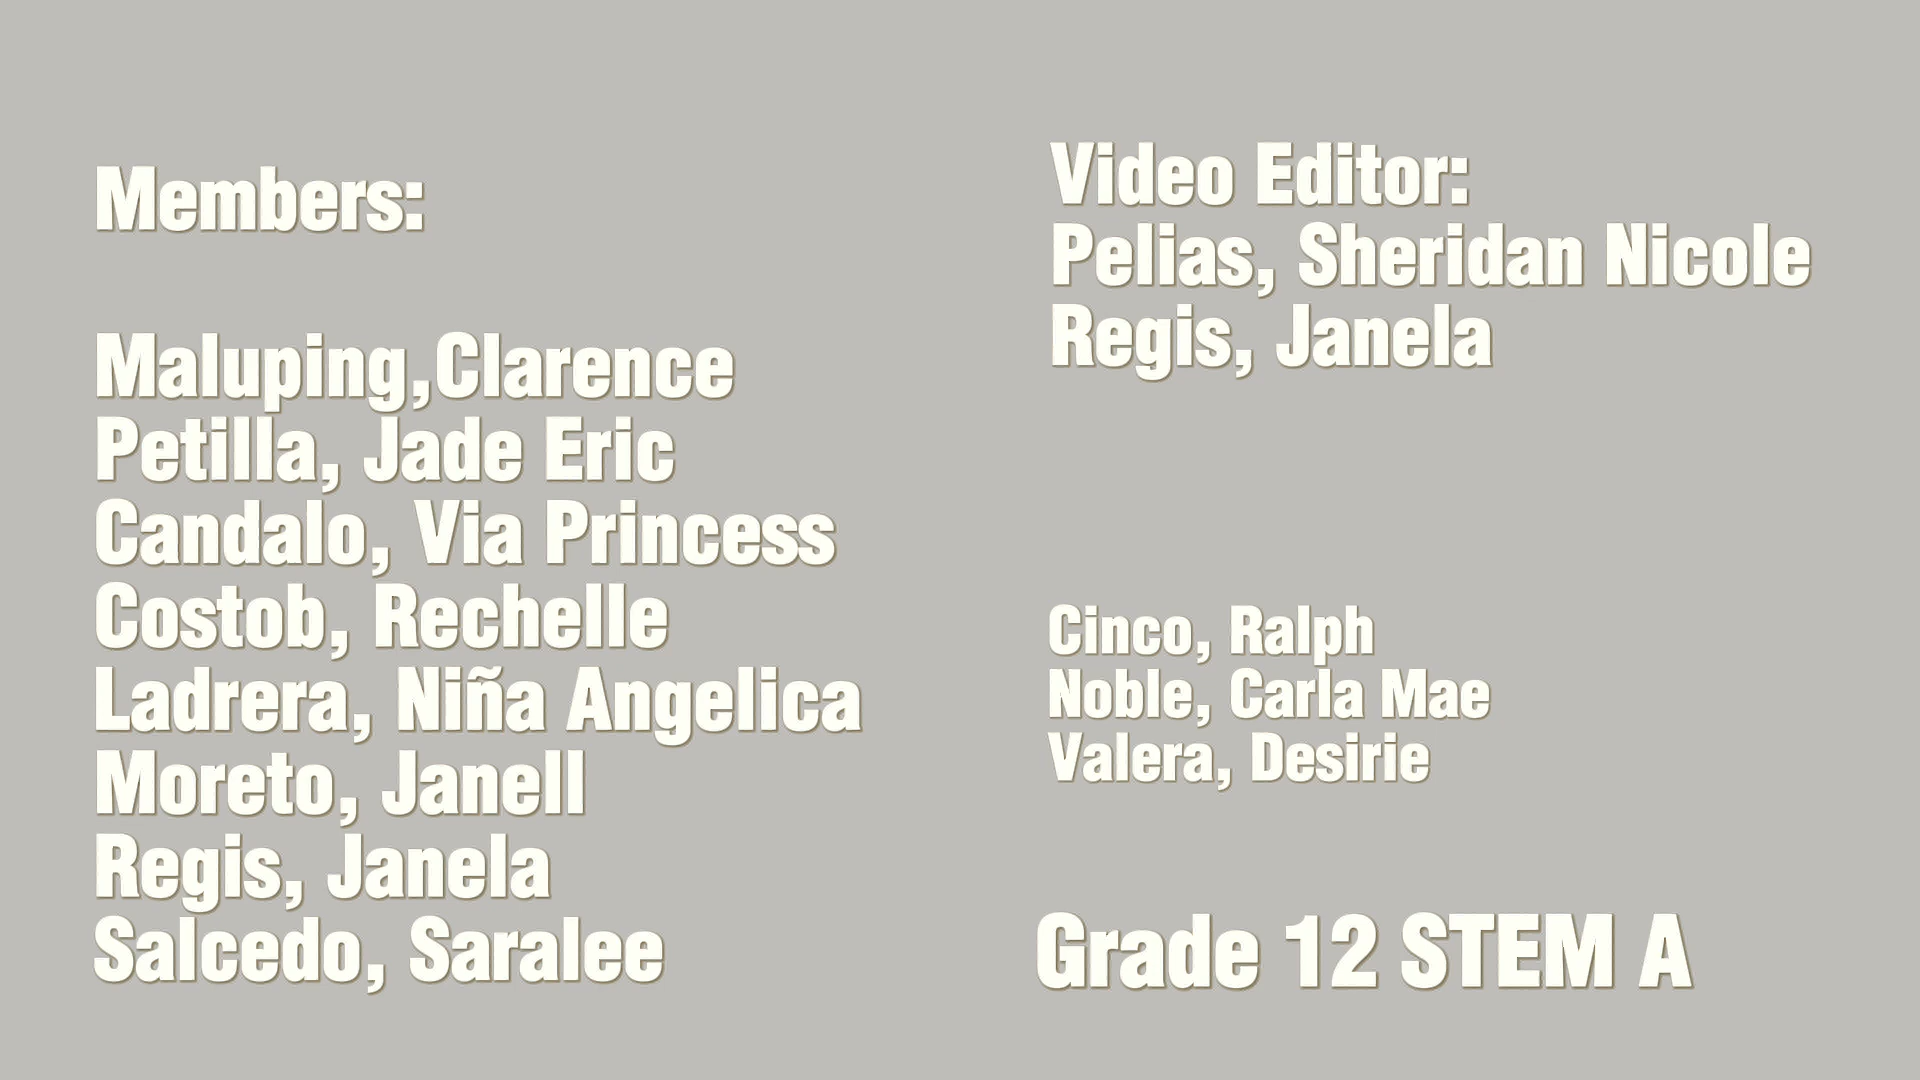 Members:
Maluping,Clarence
Petilla, Jade Eric
Candalo, Via Princess
Costob, Rechelle
Ladrera, Niña Angelica
Moreto, Janell
Regis, Janela
Salcedo, Saralee
Video Editor:
Pelias, Sheridan Nicole
Regis, Janela
Cinco, Ralph
Noble, Carla Mae
Valera, Desirie
Grade 12 STEM A